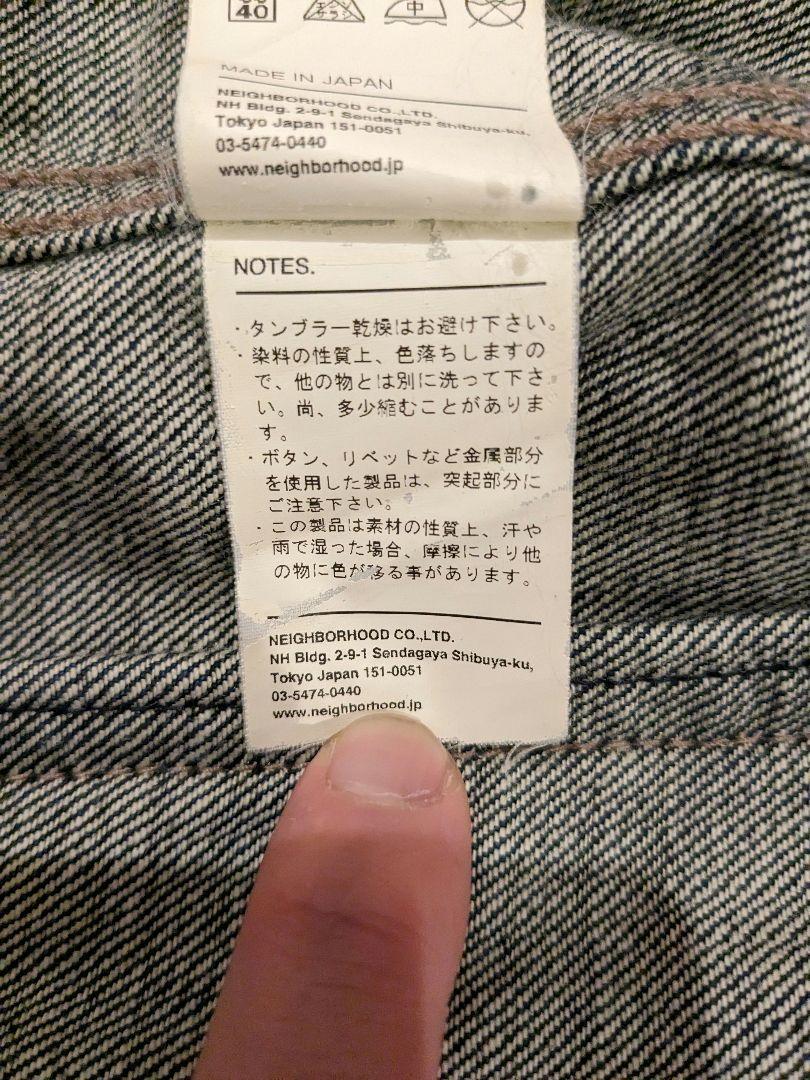 40
エンソ
サラシ
中
MADE IN JAPAN
NEIGHBORHOOD CO.,LTD.
NH Bldg. 2-9-1 Sendagaya Shibuya-ku,
Tokyo Japan 151-0051
03-5474-0440
www.neighborhood.jp
NOTES.
・タンブラー乾燥はお避け下さい。
・染料の性質上、色落ちしますの
で、他の物とは別に洗って下さ
い。尚、多少縮むことがありま
す。
・ボタン、リベットなど金属部分
を使用した製品は、突起部分に
ご注意下さい。
・この製品は素材の性質上、汗や
雨で湿った場合、摩擦により他
の物に色が移る事があります。
NEIGHBORHOOD CO.,LTD.
NH Bldg. 2-9-1 Sendagaya Shibuya-ku,
Tokyo Japan 151-0051
03-5474-0440
www.neighborhood.jp